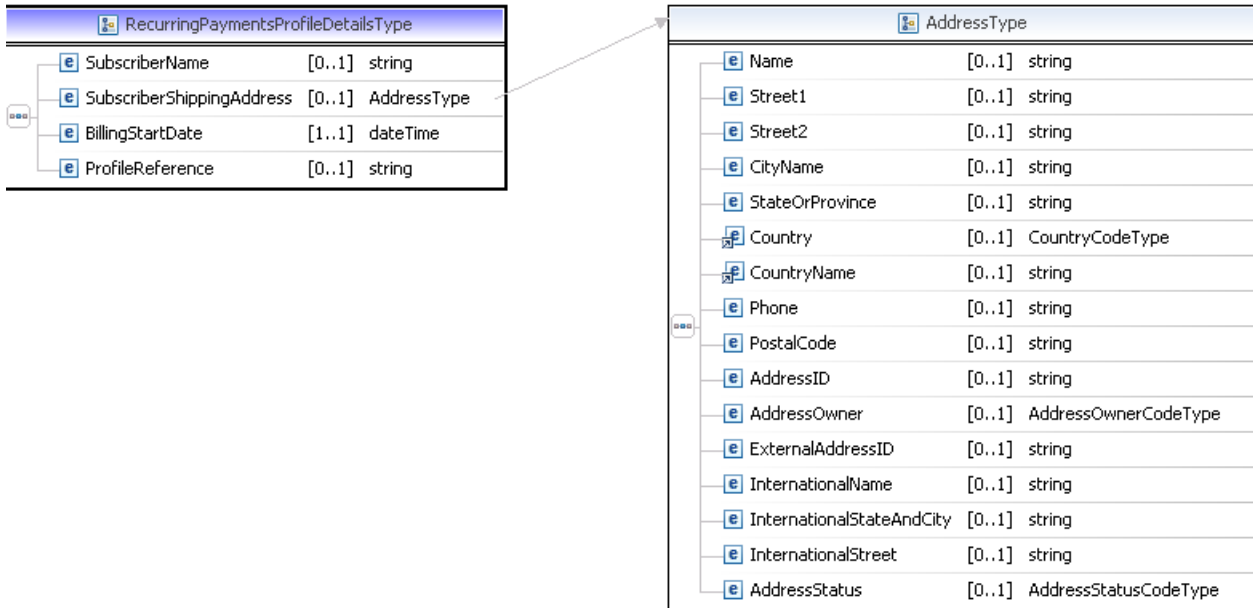 RecurringPaymentsProfileDetailsType
e SubscriberName [0..1] string
e SubscriberShippingAddress [0..1] AddressType
e BillingStartDate [1..1] dateTime
e ProfileReference [0..1] string
AddressType
e Name [0..1] string
e Street1 [0..1] string
e Street2 [0..1] string
e CityName [0..1] string
e StateOrProvince [0..1] string
e Country [0..1] CountryCodeType
e CountryName [0..1] string
e Phone [0..1] string
e PostalCode [0..1] string
e AddressID [0..1] string
e AddressOwner [0..1] AddressOwnerCodeType
e ExternalAddressID [0..1] string
e InternationalName [0..1] string
e InternationalStateAndCity [0..1] string
e InternationalStreet [0..1] string
e AddressStatus [0..1] AddressStatusCodeType